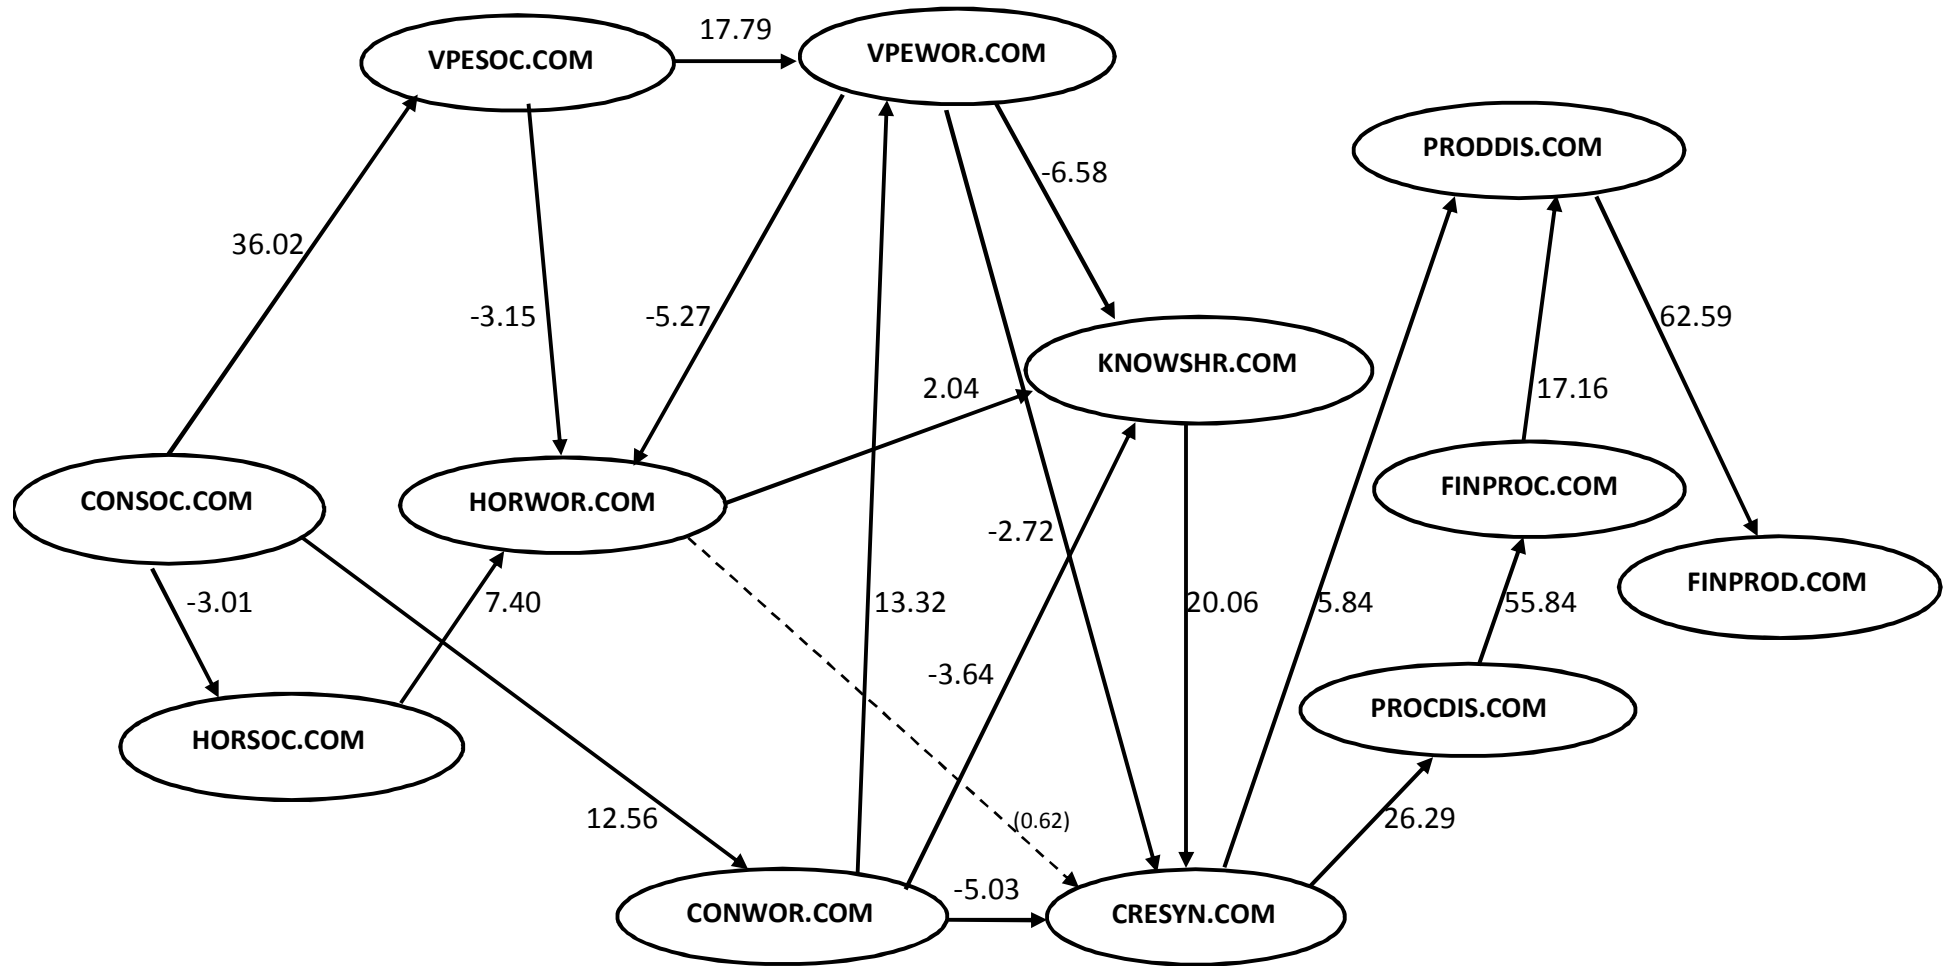 17.79
VPESOC.COM
VPEWOR.COM
PRODDIS.COM
-6.58
36.02
-3.15
-5.27
62.59
KNOWSHR.COM
2.04
17.16
CONSOC.COM
HORWOR.COM
FINPROC.COM
-2.72
FINPROD.COM
-3.01
7.40
13.32
20.06
5.84
55.84
-3.64
PROCDIS.COM
HORSOC.COM
12.56
(0.62)
26.29
-5.03
CONWOR.COM
CRESYN.COM